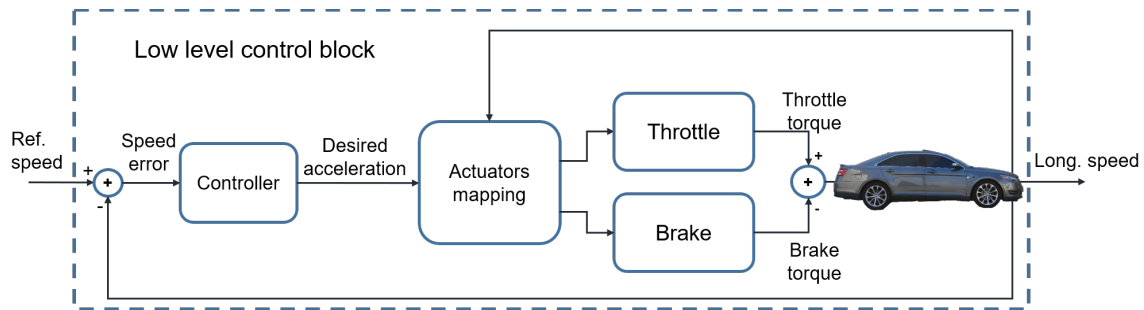 Low level control block
Ref.
speed
+
-
+
Speed
error
Controller
Desired
acceleration
Actuators
mapping
Throttle
Brake
Throttle
torque
+
+
-
Brake
torque
Long. speed